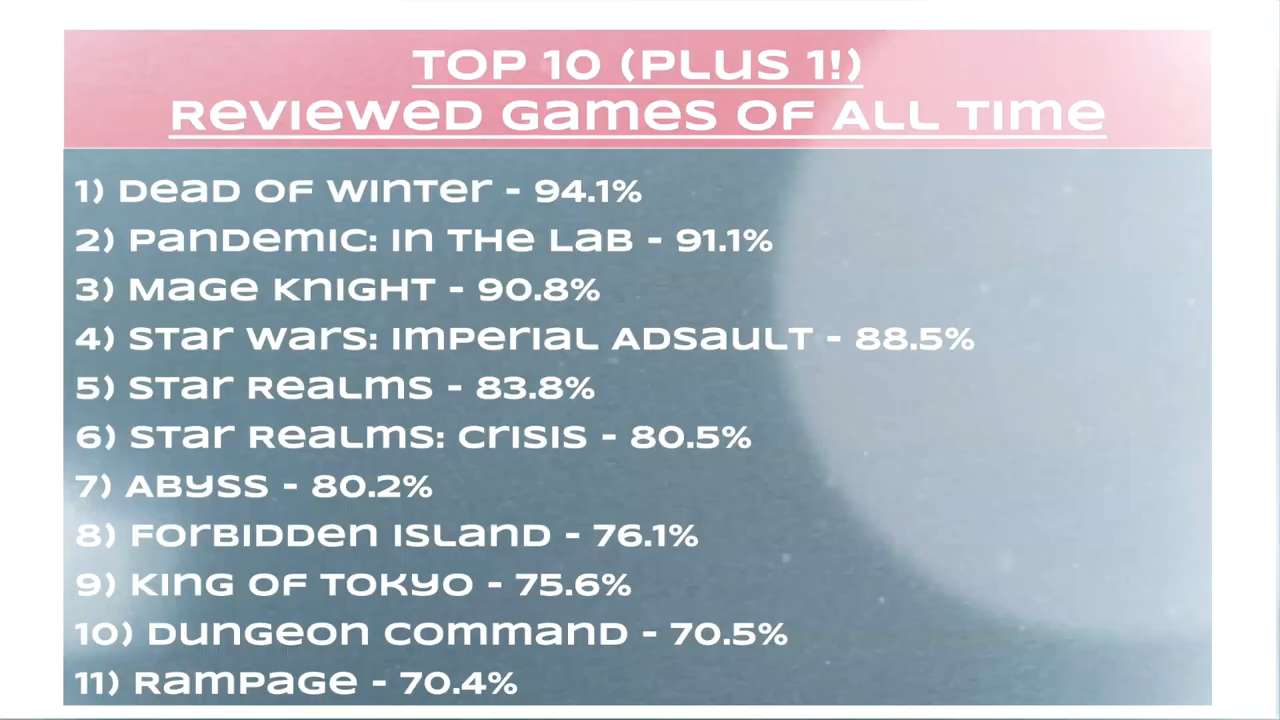 TOP 10 (PLUS 1!)
REVIEWED GAMES OF ALL TIME
1) DEAD OF WINTER - 94.1%
2) PANDEMIC: IN THE LAB - 91.1%
3) MAGE KNIGHT - 90.8%
4) STAR WARS: IMPERIAL ADSAULT - 88.5%
5) STAR REALMS - 83.8%
6) STAR REALMS: CRISIS - 80.5%
7) ABYSS - 80.2%
8) FORBIDDEN ISLAND - 76.1%
9) KING OF TOKYO - 75.6%
10) DUNGEON COMMAND - 70.5%
11) RAMPAGE - 70.4%